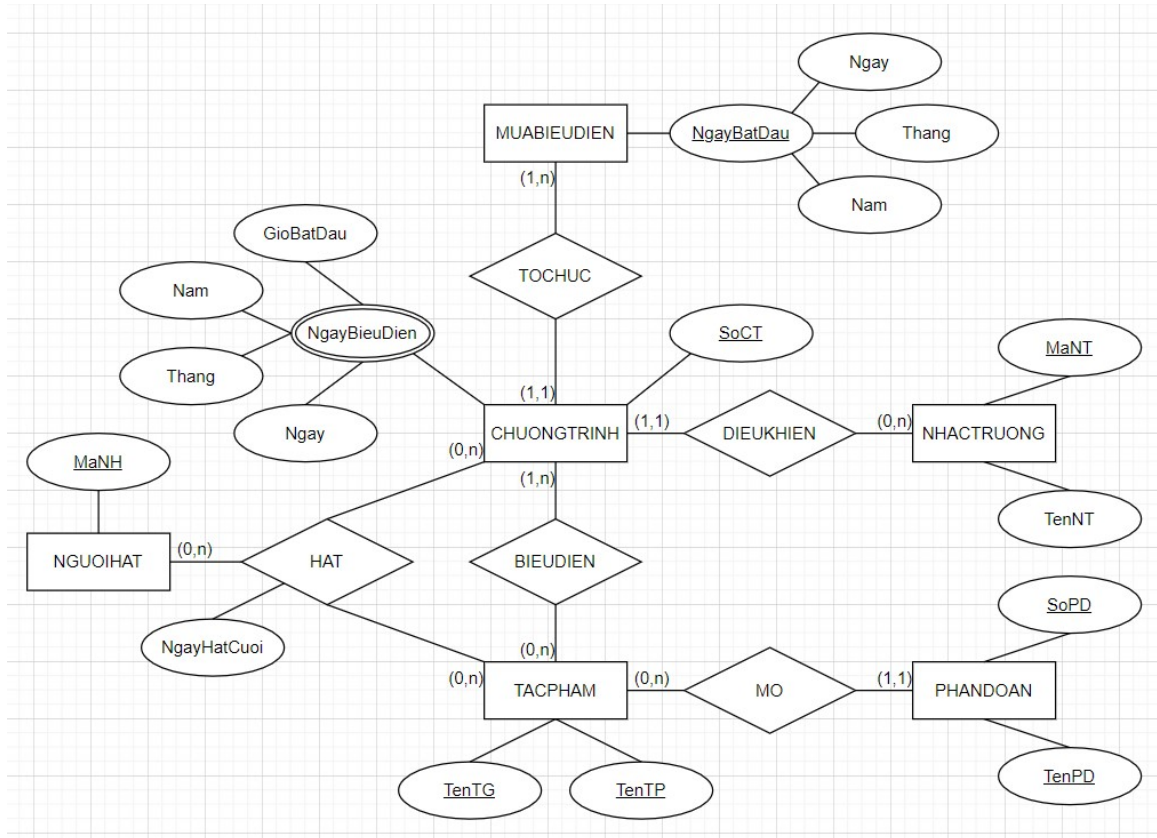 Ngay
MUABIEUDIEN
NgayBatDau
Thang
(1,n)
Nam
GioBatDau
TOCHUC
Nam
NgayBieuDien
SoCT
Thang
MaNT
(1,1)
Ngay
CHUONGTRINH
(1,1)
DIEUKHIEN
(0,n)
NHACTRUONG
(0,n)
MaNH
(1,n)
TenNT
NGUOIHAT
(0,n)
HAT
BIEUDIEN
SoPD
NgayHatCuoi
(0,n)
(0,n)
TACPHAM
(0,n)
MO
(1,1)
PHANDOAN
TenTG
TenTP
TenPD